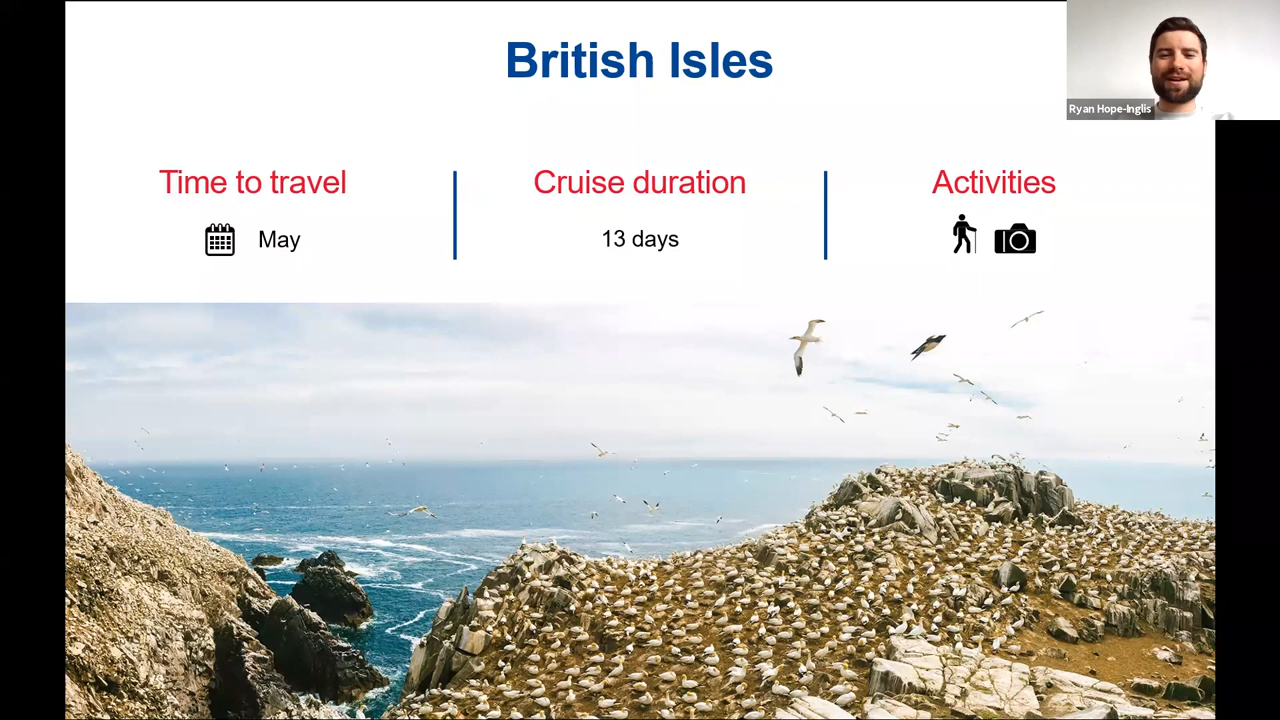 British Isles
Ryan Hope-Inglis
Time to travel
May
Cruise duration
13 days
Activities